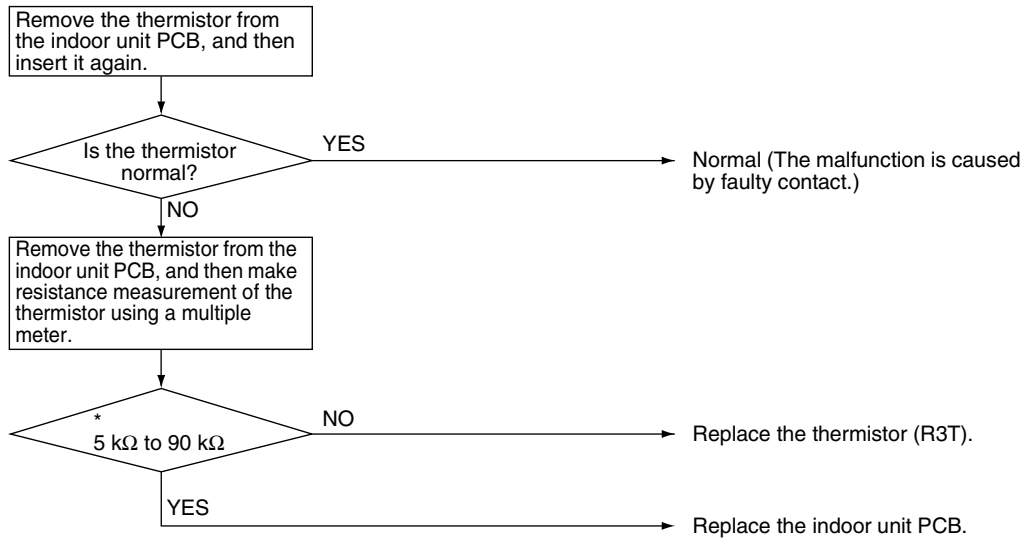 Remove the thermistor from
the indoor unit PCB, and then
insert it again.
Is the thermistor
normal?
YES
Normal (The malfunction is caused
by faulty contact.)
NO
Remove the thermistor from the
indoor unit PCB, and then make
resistance measurement of the
thermistor using a multiple
meter.
*
5 kΩ to 90 kΩ
NO
Replace the thermistor (R3T).
YES
Replace the indoor unit PCB.